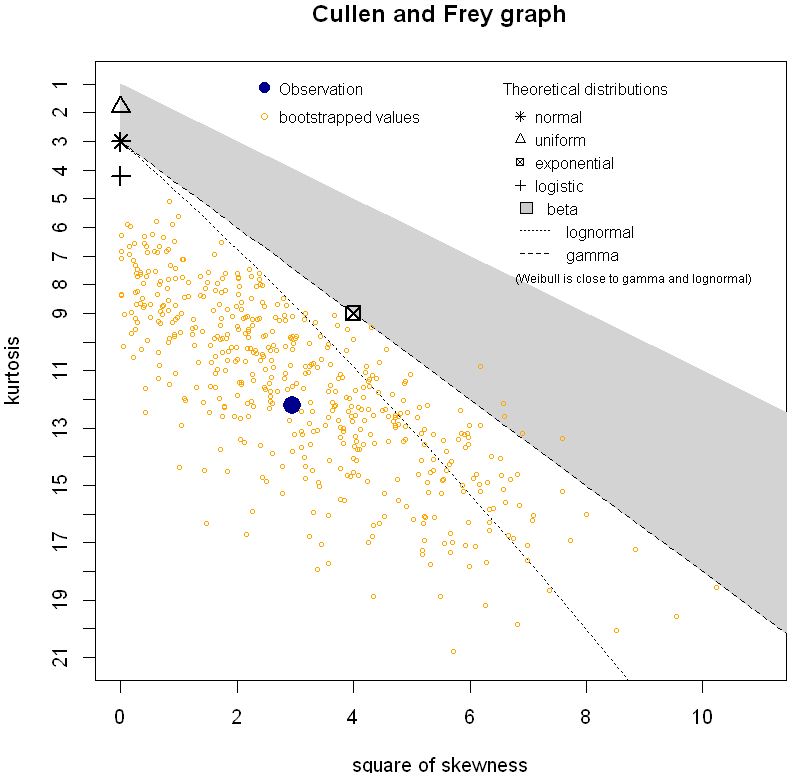 Cullen and Frey graph
Observation
bootstrapped values
Theoretical distributions
normal
uniform
exponential
logistic
beta
lognormal
gamma
(Weibull is close to gamma and lognormal)
kurtosis
1
2
3
4
5
6
7
8
9
11
13
15
17
19
21
0 2 4 6 8 10
square of skewness